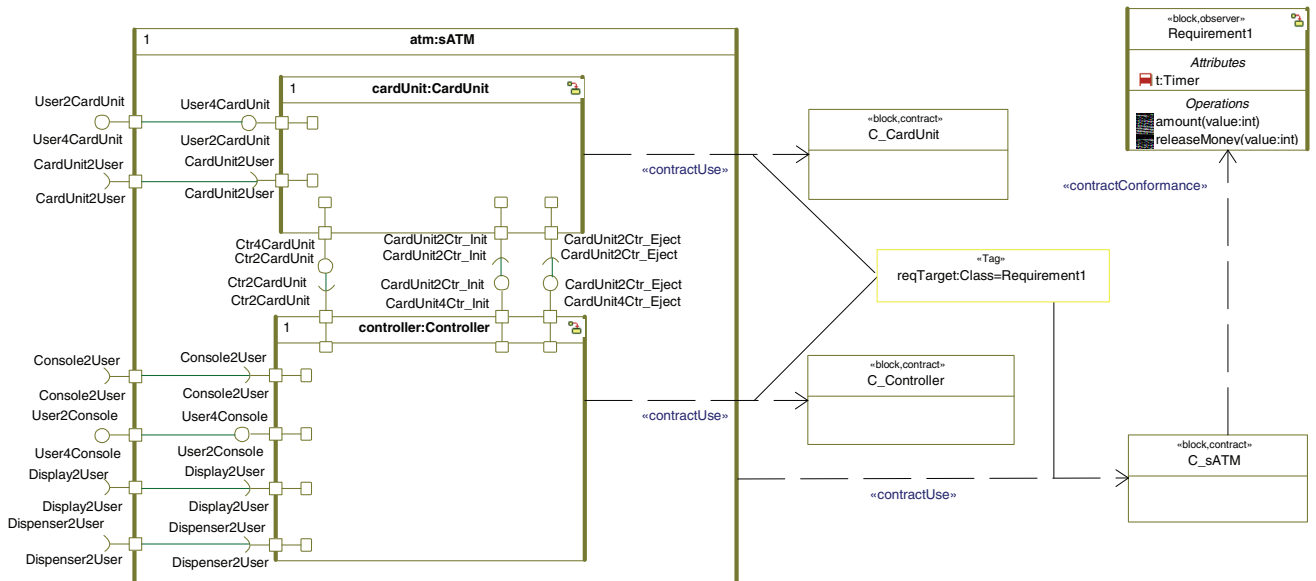 1
atm:sATM
1
cardUnit:CardUnit
User2CardUnit
User4CardUnit
User4CardUnit
User2CardUnit
CardUnit2User
CardUnit2User
CardUnit2User
CardUnit2User
Ctr4CardUnit
Ctr2CardUnit
Ctr2CardUnit
Ctr2CardUnit
CardUnit2Ctr_Init
CardUnit2Ctr_Init
CardUnit2Ctr_Init
CardUnit4Ctr_Init
CardUnit2Ctr_Eject
CardUnit2Ctr_Eject
CardUnit2Ctr_Eject
CardUnit4Ctr_Eject
1
controller:Controller
Console2User
Console2User
Console2User
Console2User
User2Console
User4Console
User4Console
User2Console
Display2User
Display2User
Display2User
Display2User
Dispenser2User
Dispenser2User
Dispenser2User
Dispenser2User
«contractUse»
«contractUse»
«contractUse»
«block,contract»
C_CardUnit
«Tag»
reqTarget:Class=Requirement1
«block,contract»
C_Controller
«block,observer»
Requirement1
Attributes
t:Timer
Operations
amount(value:int)
releaseMoney(value:int)
«contractConformance»
«block,contract»
C_sATM